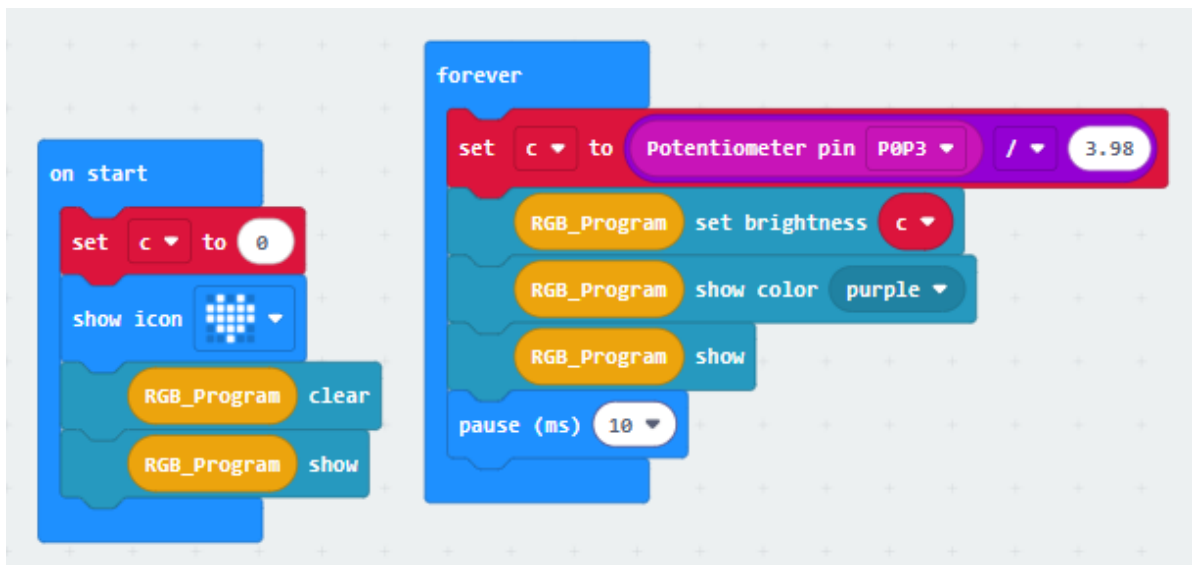 on start
set c to 0
show icon
RGB_Program clear
RGB_Program show
forever
set c to Potentiometer pin P0P3 / 3.98
RGB_Program set brightness c
RGB_Program show color purple
RGB_Program show
pause (ms) 10